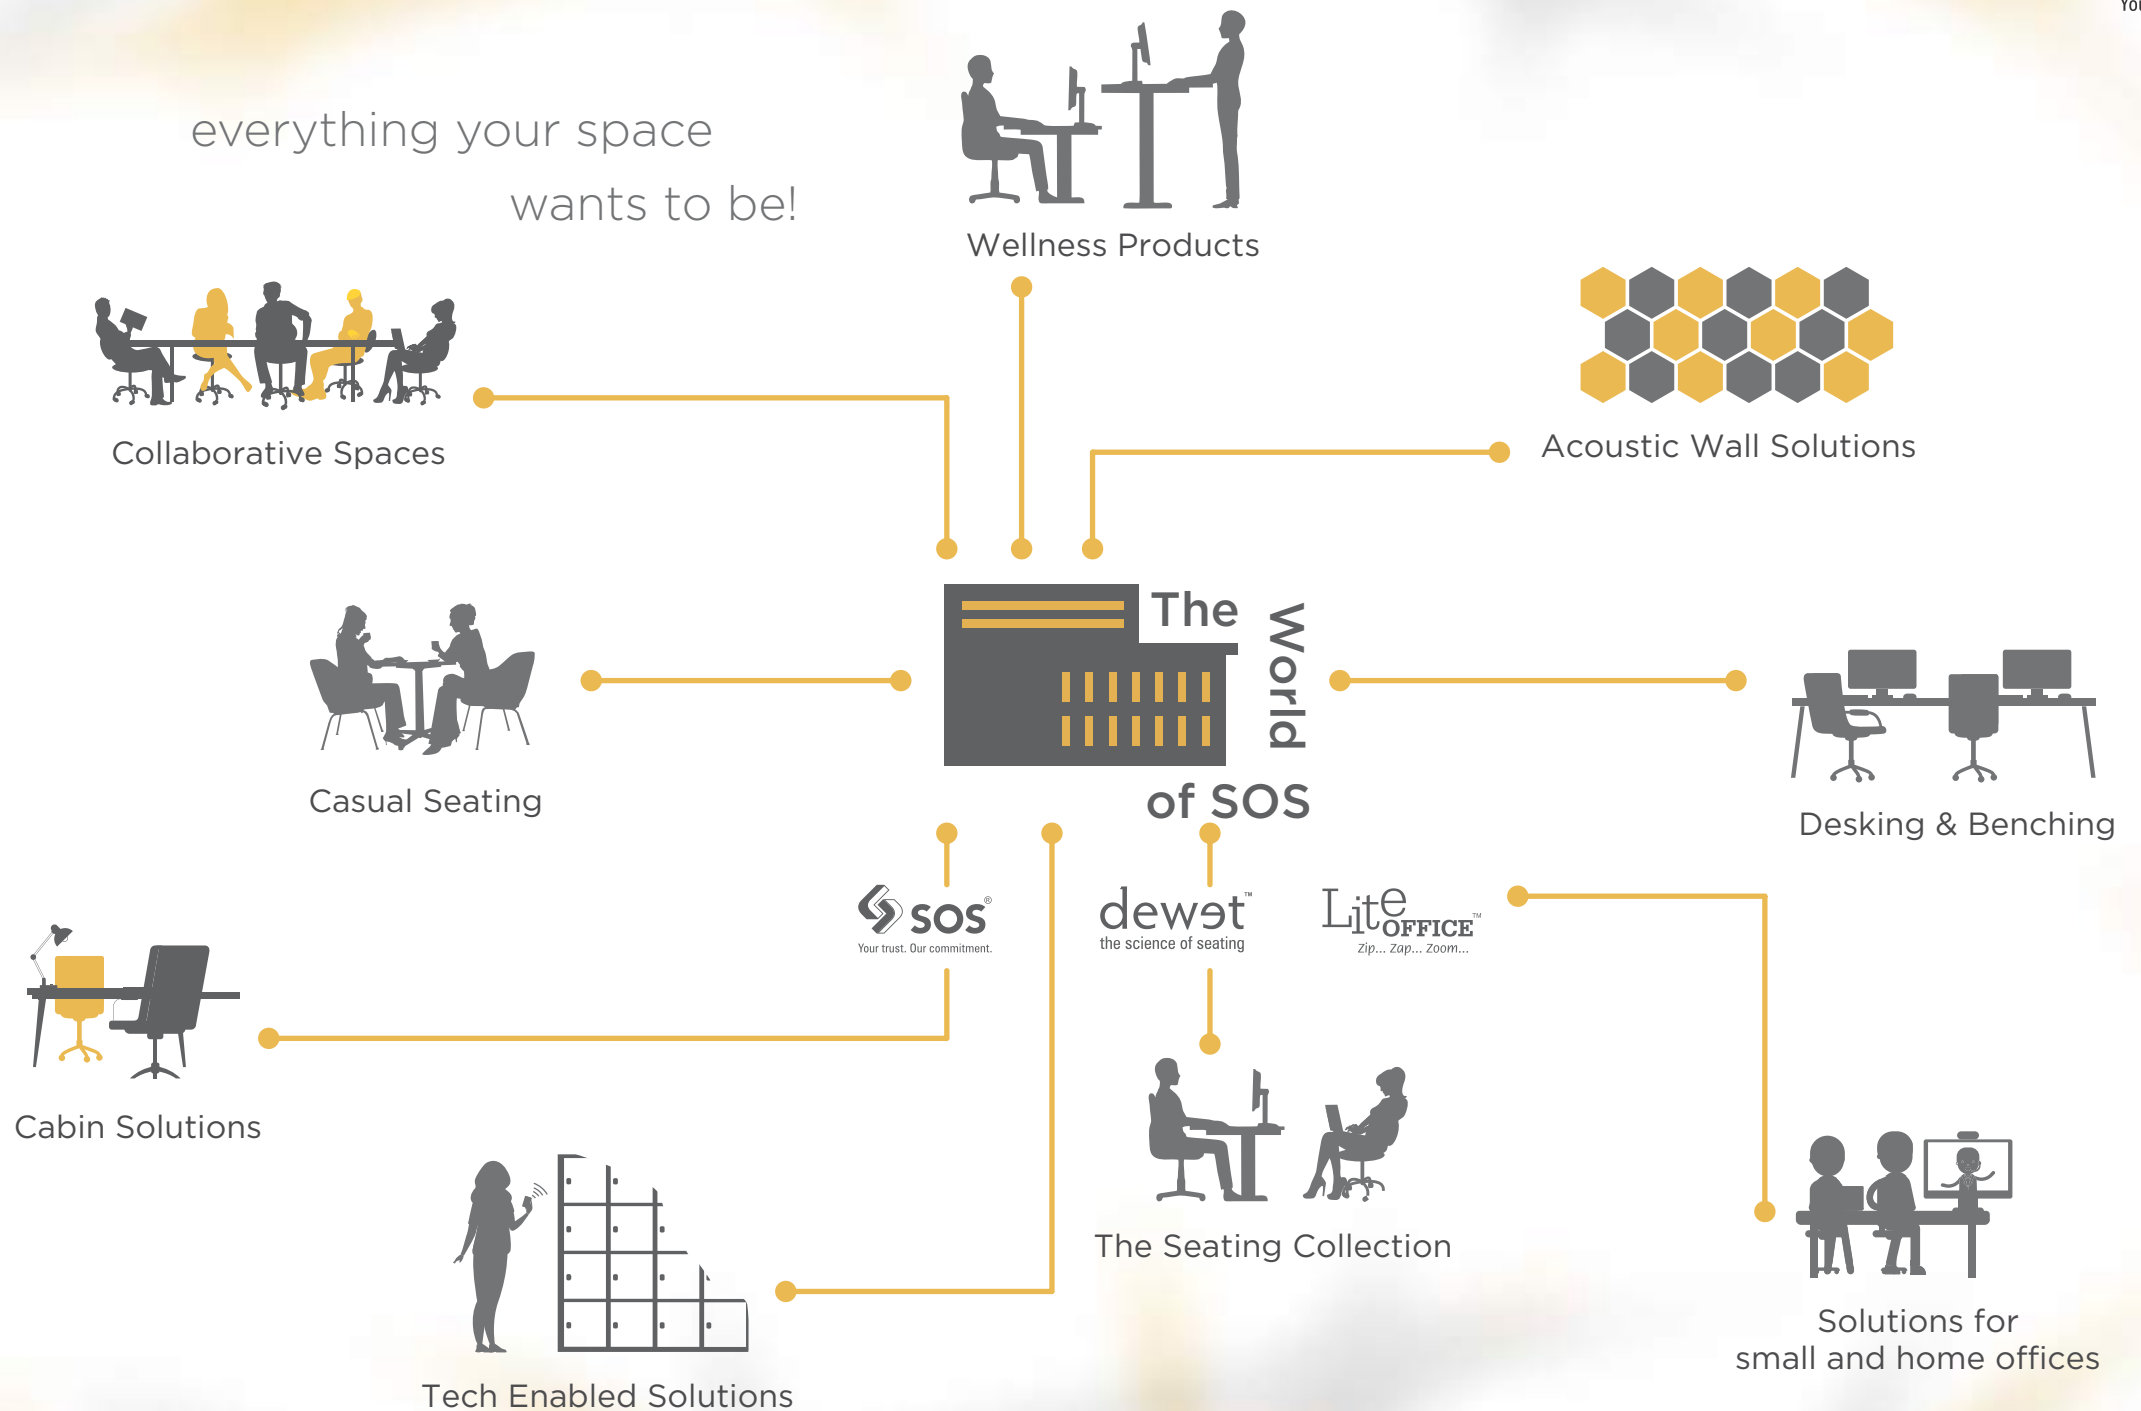 everything your space
wants to be!
Wellness Products
Collaborative Spaces
Acoustic Wall Solutions
The
World
of SOS
Casual Seating
Desking & Benching
SOS®
Your trust. Our commitment.
dewet™
the science of seating
Lite
OFFICE™
Zip... Zap... Zoom...
Cabin Solutions
The Seating Collection
Solutions for
small and home offices
Tech Enabled Solutions